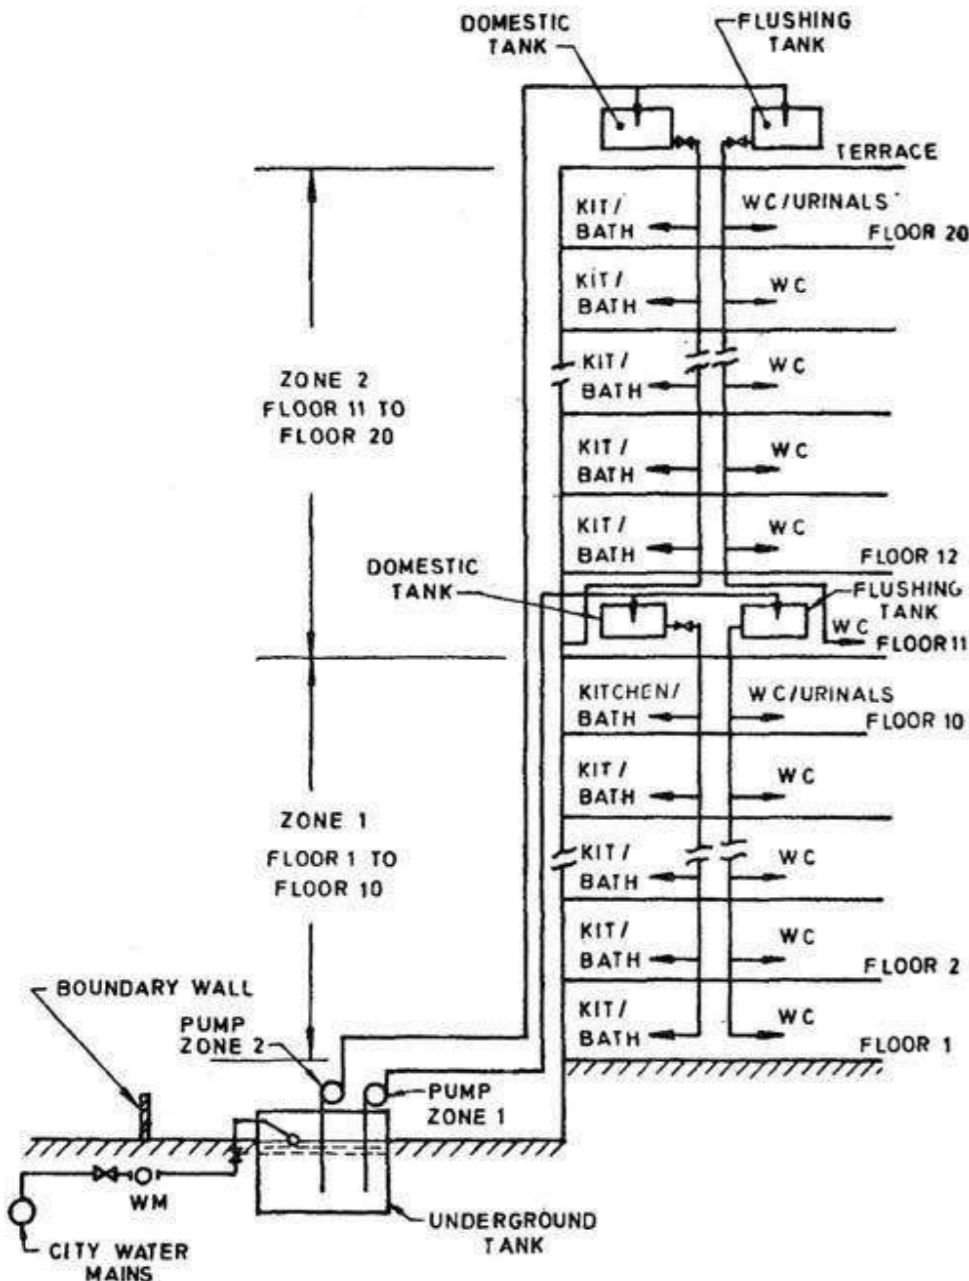 DOMESTIC
TANK
FLUSHING
TANK
TERRACE
KIT/
BATH
WC/URINALS
FLOOR 20
KIT/
BATH
WC
ZONE 2
FLOOR 11 TO
FLOOR 20
KIT/
BATH
WC
KIT/
BATH
WC
KIT/
BATH
WC
FLOOR 12
DOMESTIC
TANK
FLUSHING
TANK
WC
FLOOR 11
KITCHEN/
BATH
WC/URINALS
FLOOR 10
KIT/
BATH
WC
ZONE 1
FLOOR 1 TO
FLOOR 10
KIT/
BATH
WC
KIT/
BATH
WC
FLOOR 2
BOUNDARY WALL
PUMP
ZONE 2
KIT/
BATH
WC
FLOOR 1
PUMP
ZONE 1
WM
UNDERGROUND
TANK
CITY WATER
MAINS